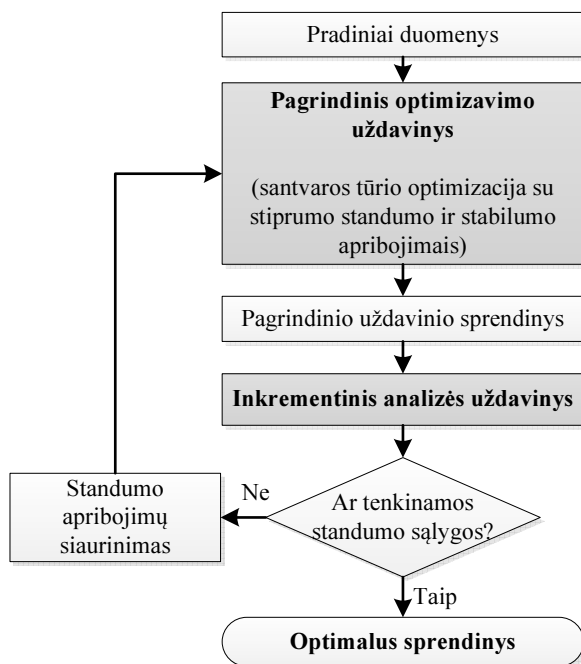 Pradiniai duomenys
Pagrindinis optimizavimo
uždavinys
(santvaros tūrio optimizacija su
stiprumo standumo ir stabilumo
apribojimais)
Pagrindinio uždavinio sprendinys
Inkrementinis analizės uždavinys
Ar tenkinamos
standumo sąlygos?
Ne
Standumo
apribojimų
siaurinimas
Taip
Optimalus sprendinys